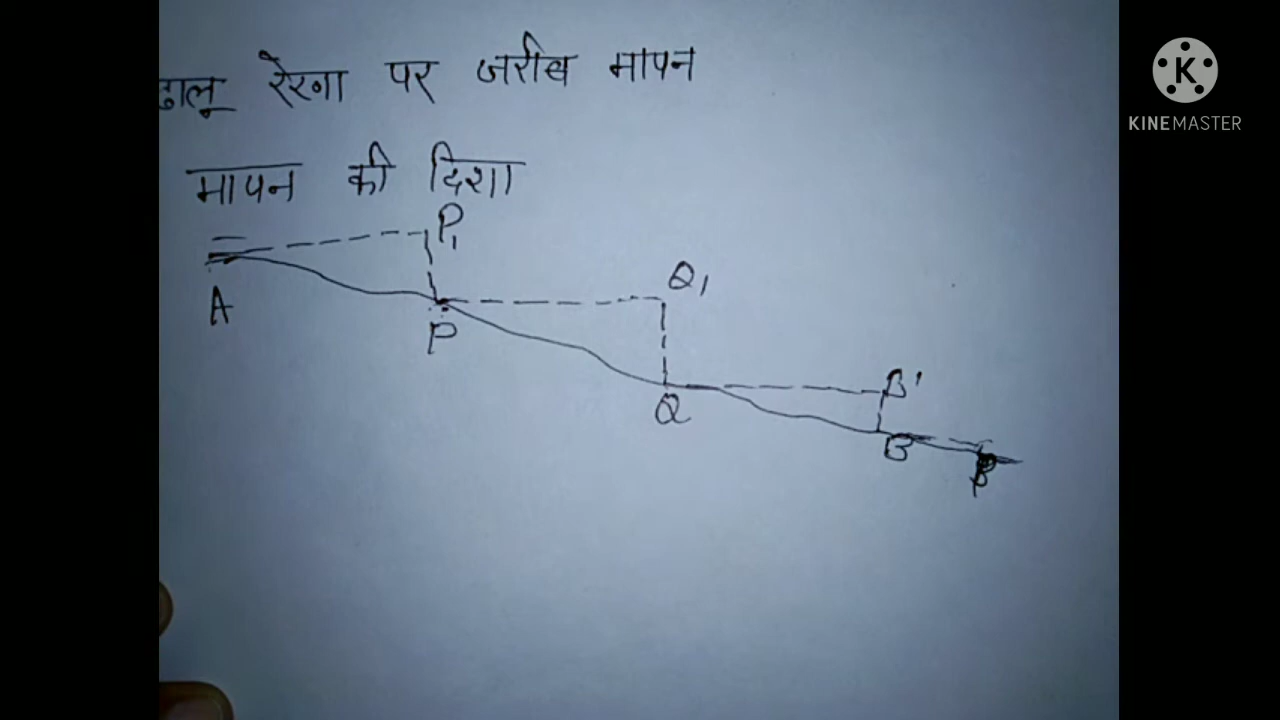 ढालू रेखा पर जरीब मापन
मापन की दिशा
P₁
A
P
Q₁
Q
B'
B
P
KINEMASTER